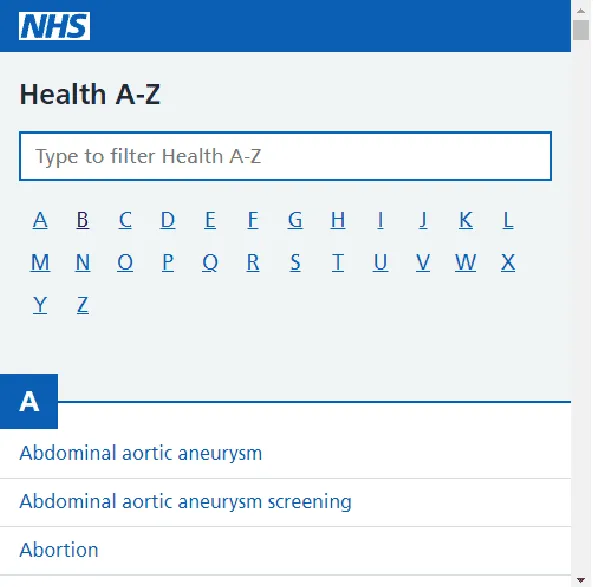 NHS
Health A-Z
Type to filter Health A-Z
A B C D E F G H I J K L
M N O P Q R S T U V W X
Y Z
A
Abdominal aortic aneurysm
Abdominal aortic aneurysm screening
Abortion